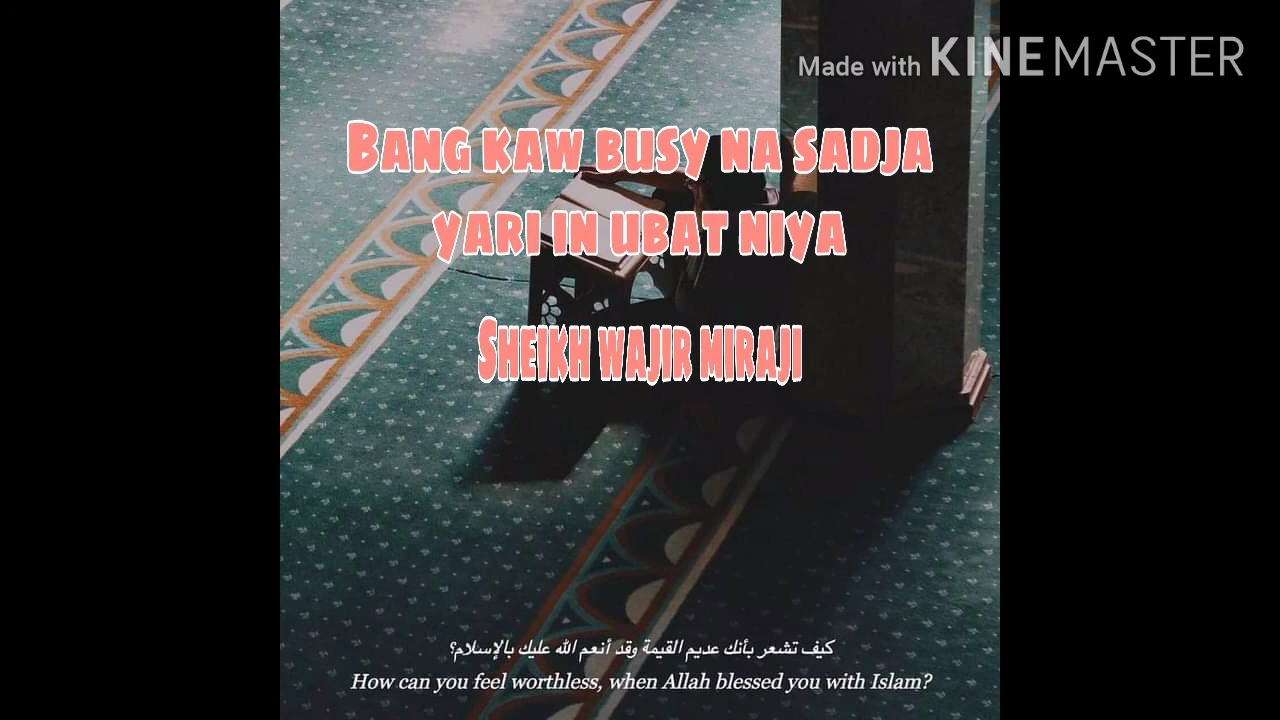 Made with KINEMASTER
BANG KAW BUSY NA SADJA
YARI IN UBAT NIYA
SHEIKH WAJIR MIRAJI
كيف تشعر بأنك عديم القيمة وقد أنعم الله عليك بالإسلام؟
How can you feel worthless, when Allah blessed you with Islam?